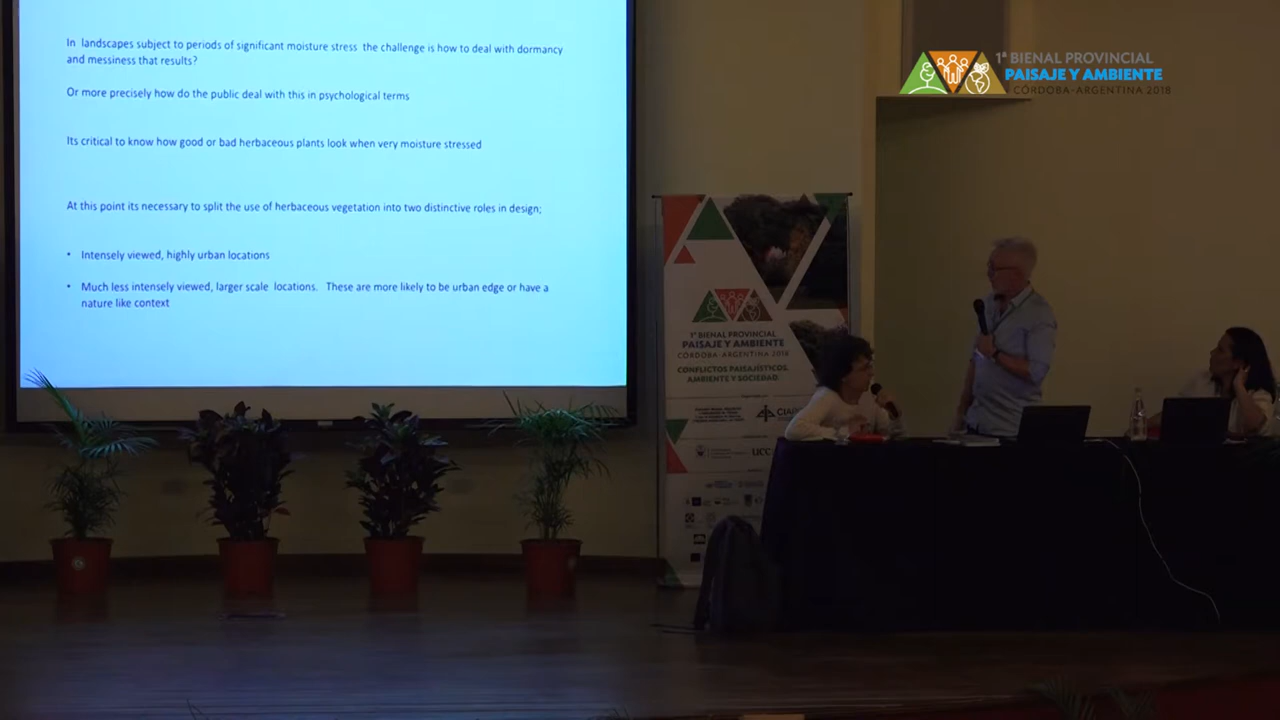 In landscapes subject to periods of significant moisture stress the challenge is how to deal with dormancy
and messiness that results?
Or more precisely how do the public deal with this in psychological terms
Its critical to know how good or bad herbaceous plants look when very moisture stressed
At this point its necessary to split the use of herbaceous vegetation into two distinctive roles in design;
• Intensely viewed, highly urban locations
• Much less intensely viewed, larger scale locations. These are more likely to be urban edge or have a
nature like context
1ª BIENAL PROVINCIAL
PAISAJE Y AMBIENTE
CÓRDOBA-ARGENTINA 2018
1ª BIENAL PROVINCIAL
PAISAJE Y AMBIENTE
CÓRDOBA-ARGENTINA 2018
CONFLICTOS PAISAJÍSTICOS,
AMBIENTE Y SOCIEDAD
UCC